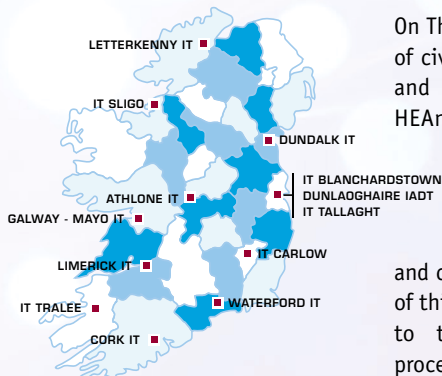 LETTERKENNY IT
IT SLIGO
DUNDALK IT
IT BLANCHARDSTOWN
DUNLAOGHAIRE IADT
IT TALLAGHT
ATHLONE IT
GALWAY - MAYO IT
IT CARLOW
LIMERICK IT
IT TRALEE
WATERFORD IT
CORK IT
On Th
of civ
and
HEAn
and c
of th
to t
proce